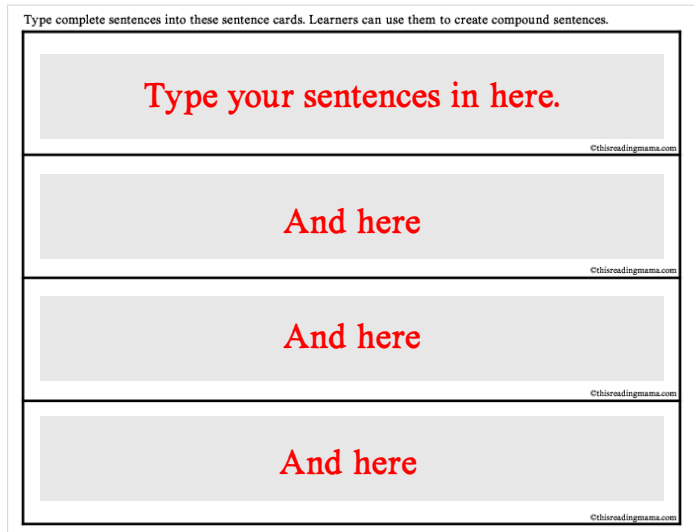 Type complete sentences into these sentence cards. Learners can use them to create compound sentences.
Type your sentences in here.
©thisreadingmama.com
And here
©thisreadingmama.com
And here
©thisreadingmama.com
And here
©thisreadingmama.com